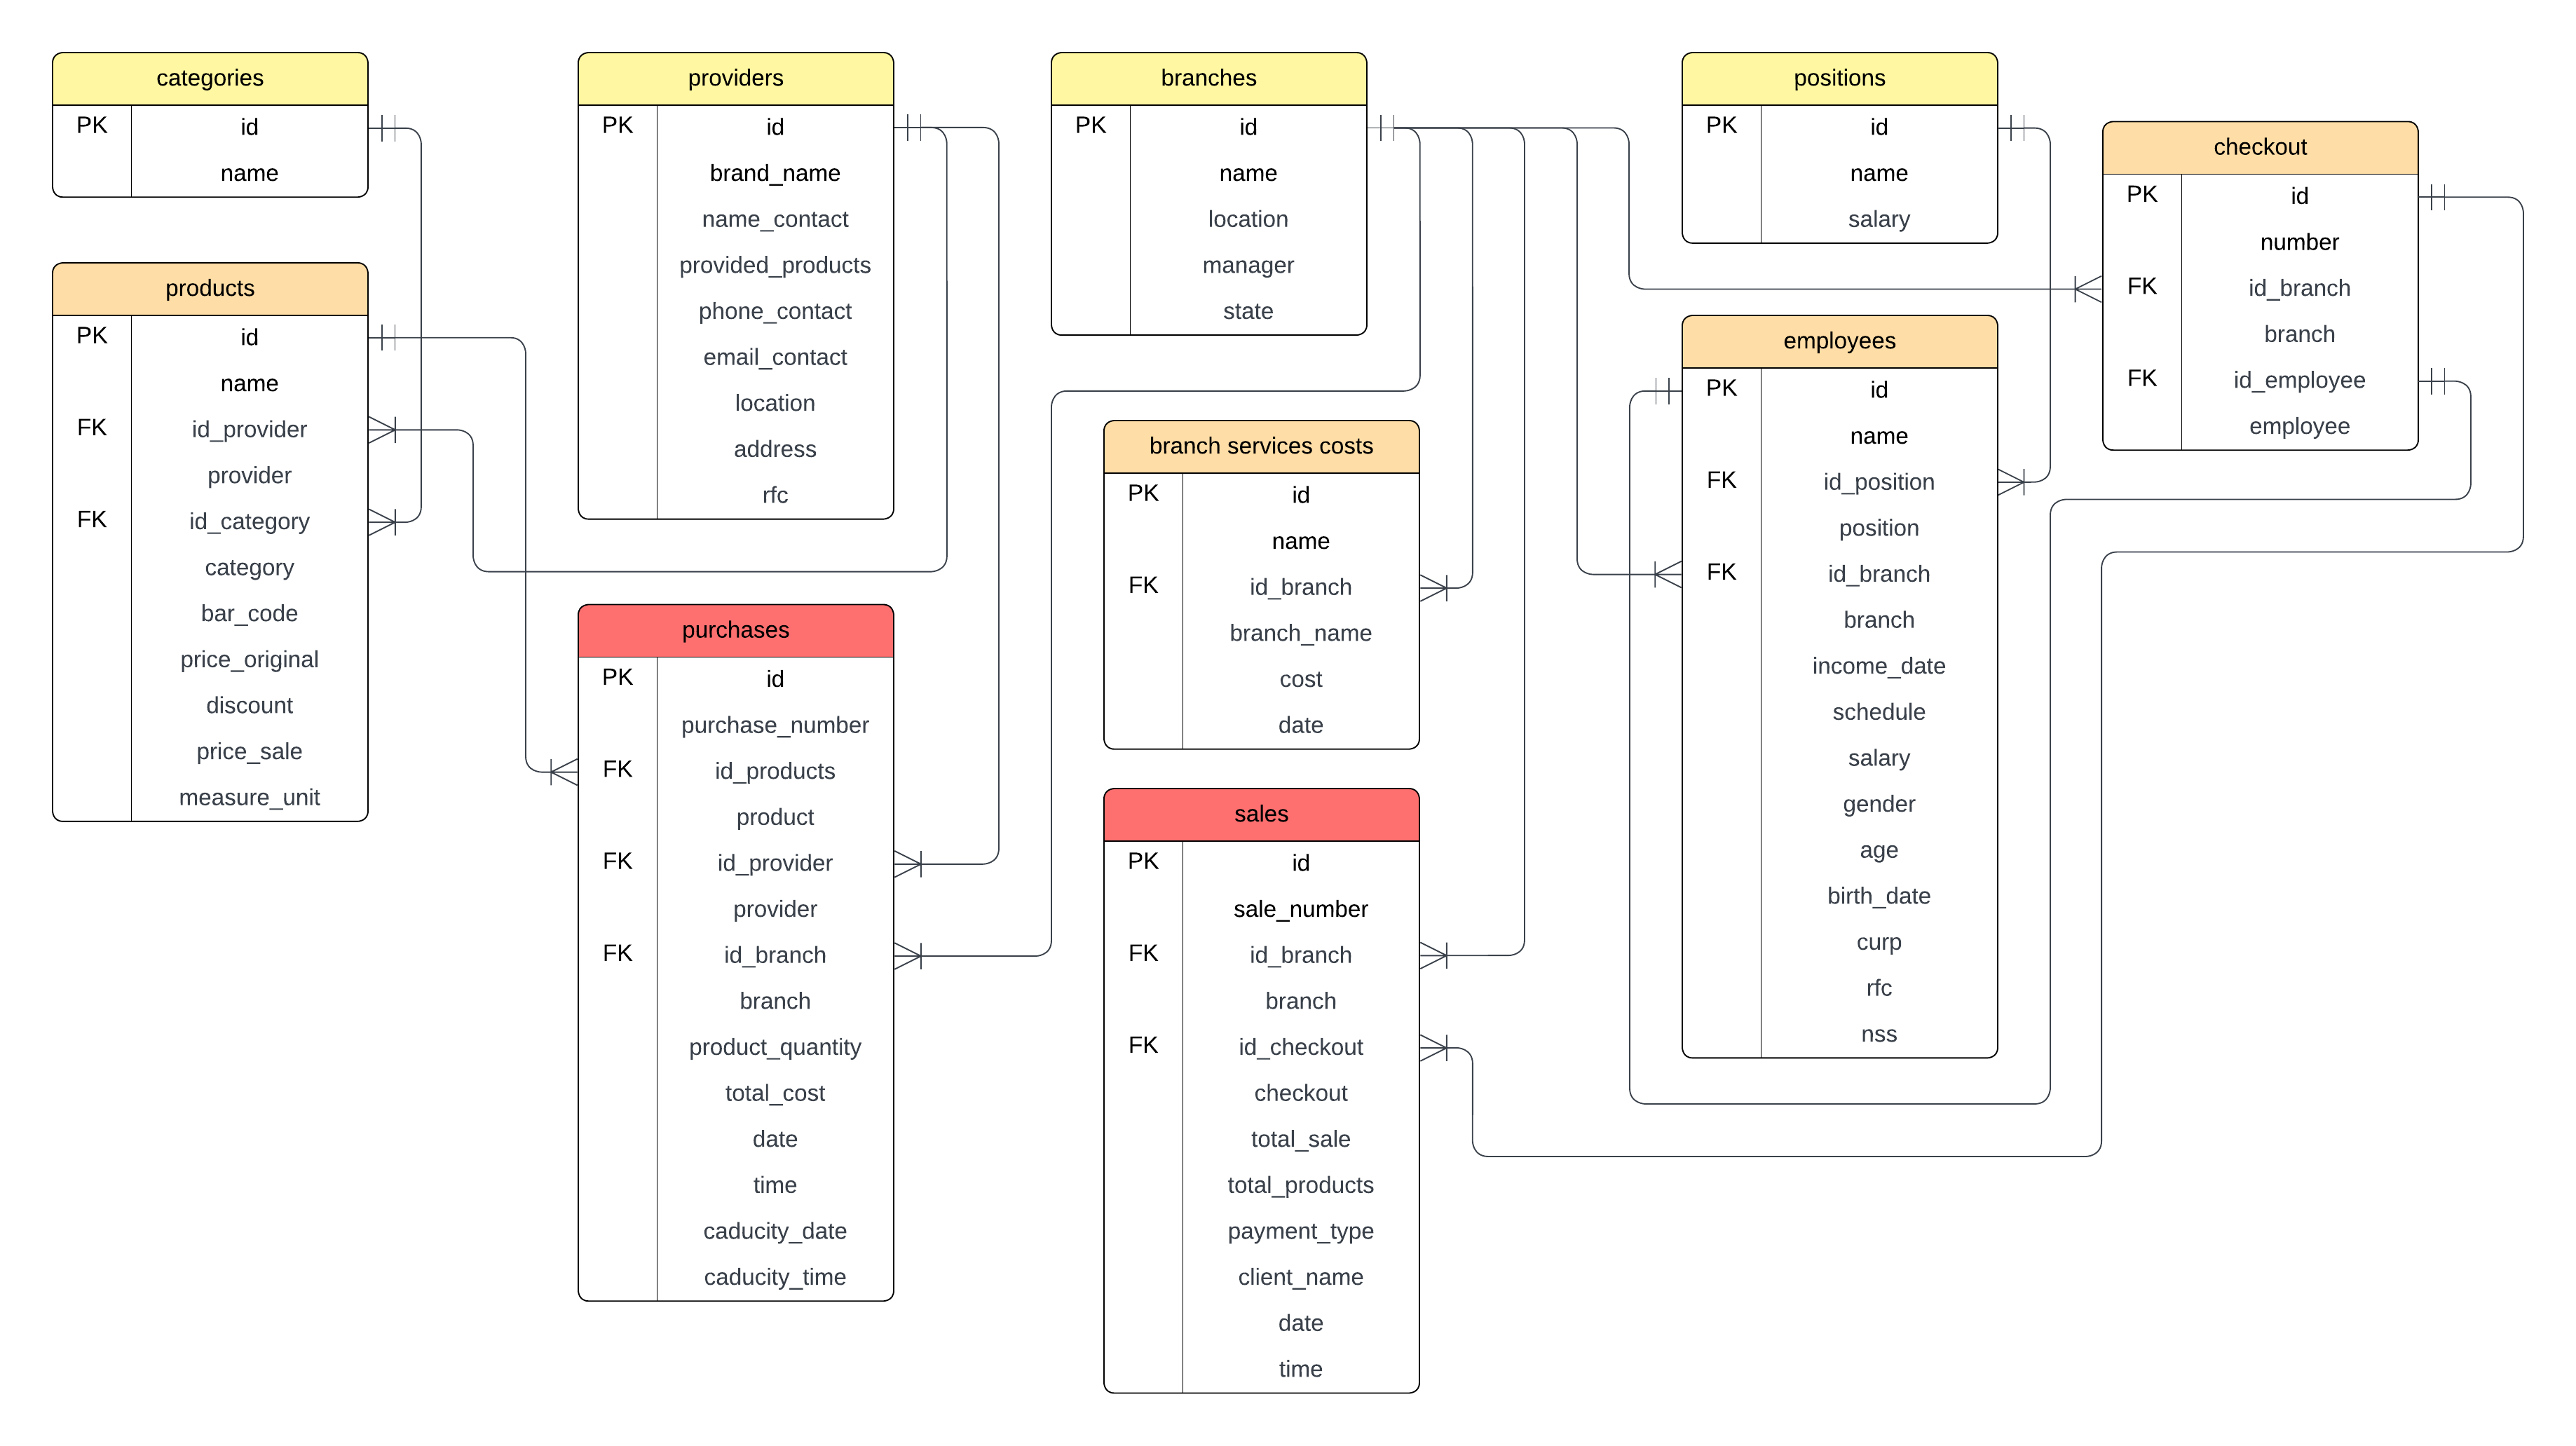 categories
PK id
name
products
PK id
name
FK id_provider
provider
FK id_category
category
bar_code
price_original
discount
price_sale
measure_unit
providers
PK id
brand_name
name_contact
provided_products
phone_contact
email_contact
location
address
rfc
purchases
PK id
purchase_number
FK id_products
product
FK id_provider
provider
FK id_branch
branch
product_quantity
total_cost
date
time
caducity_date
caducity_time
branches
PK id
name
location
manager
state
branch services costs
PK id
name
FK id_branch
branch_name
cost
date
sales
PK id
sale_number
FK id_branch
branch
FK id_checkout
checkout
total_sale
total_products
payment_type
client_name
date
time
positions
PK id
name
salary
employees
PK id
name
FK id_position
position
FK id_branch
branch
income_date
schedule
salary
gender
age
birth_date
curp
rfc
nss
checkout
PK id
number
FK id_branch
branch
FK id_employee
employee